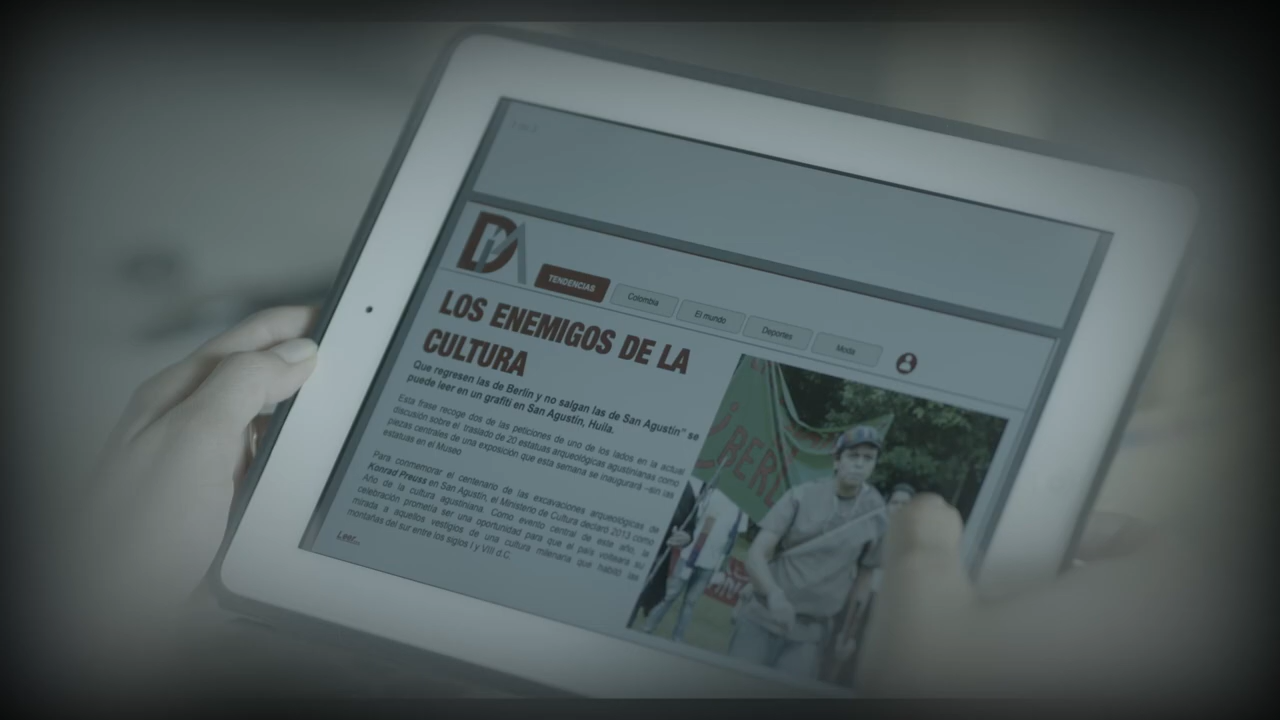 TENDENCIAS
Colombia
El mundo
Deportes
Moda
LOS ENEMIGOS DE LA
CULTURA
Que regresen las de Berlín y no salgan las de San Agustín" se
puede leer en un grafiti en San Agustín, Huila.
Esta frase recoge dos de las peticiones de uno de los lados en la actual
discusión sobre el traslado de 20 estatuas arqueológicas agustinianas como
piezas centrales de una exposición que esta semana se inaugurará –sin las
estatuas en el Museo
Para conmemorar el centenario de las excavaciones arqueológicas de
Konrad Preuss en San Agustín, el Ministerio de Cultura declaró 2013 como
Año de la cultura agustiniana. Como evento central de este año, la
celebración prometía ser una oportunidad para que el país volteara su
mirada a aquellos vestigios de una cultura milenaria que habitó las
montañas del sur entre los siglos I y VIII d.C.
Leer...